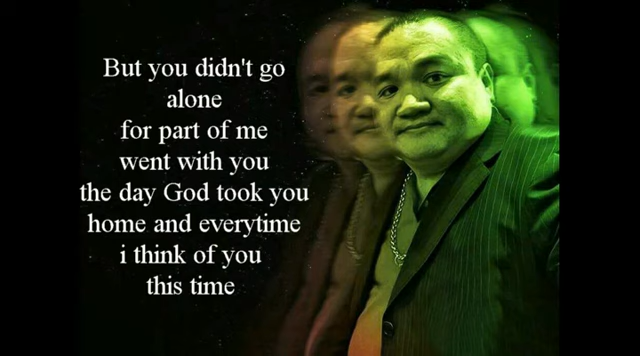 But you didn't go
alone
for part of me
went with you
the day God took you
home and everytime
i think of you
this time